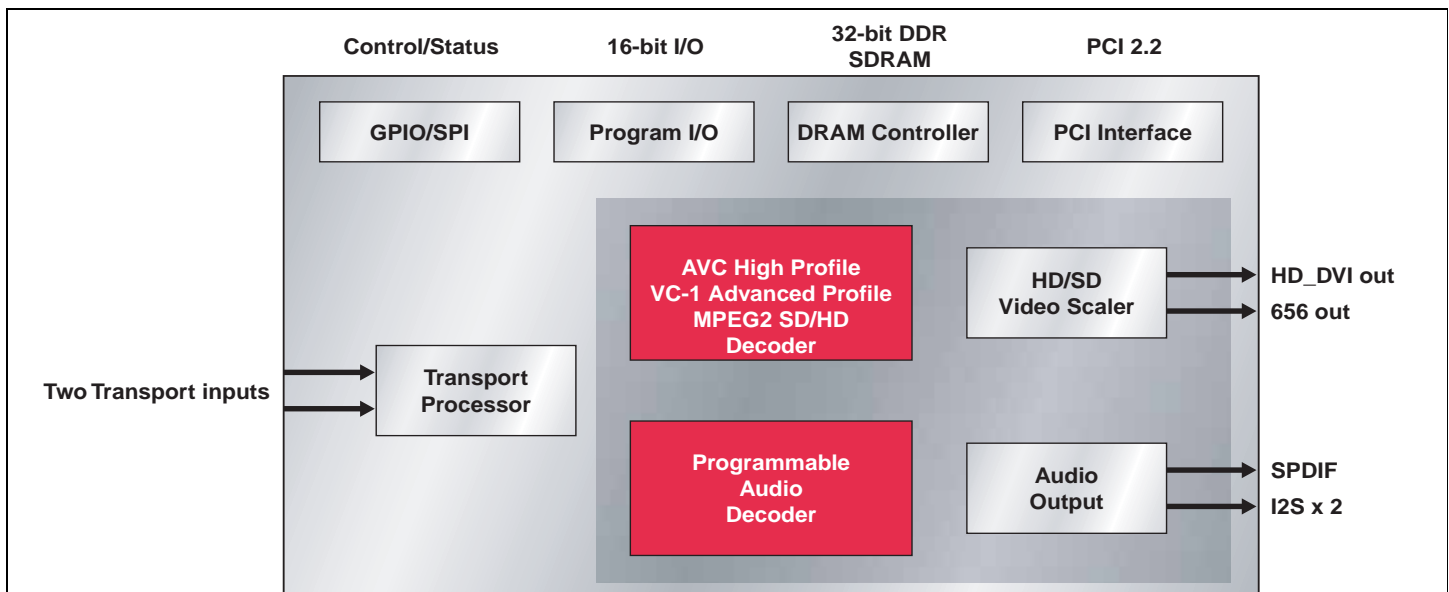 Control/Status
16-bit I/O
32-bit DDR
SDRAM
PCI 2.2
GPIO/SPI
Program I/O
DRAM Controller
PCI Interface
AVC High Profile
VC-1 Advanced Profile
MPEG2 SD/HD
Decoder
HD/SD
Video Scaler
HD_DVI out
656 out
Two Transport inputs
Transport
Processor
Programmable
Audio
Decoder
Audio
Output
SPDIF
I2S x 2